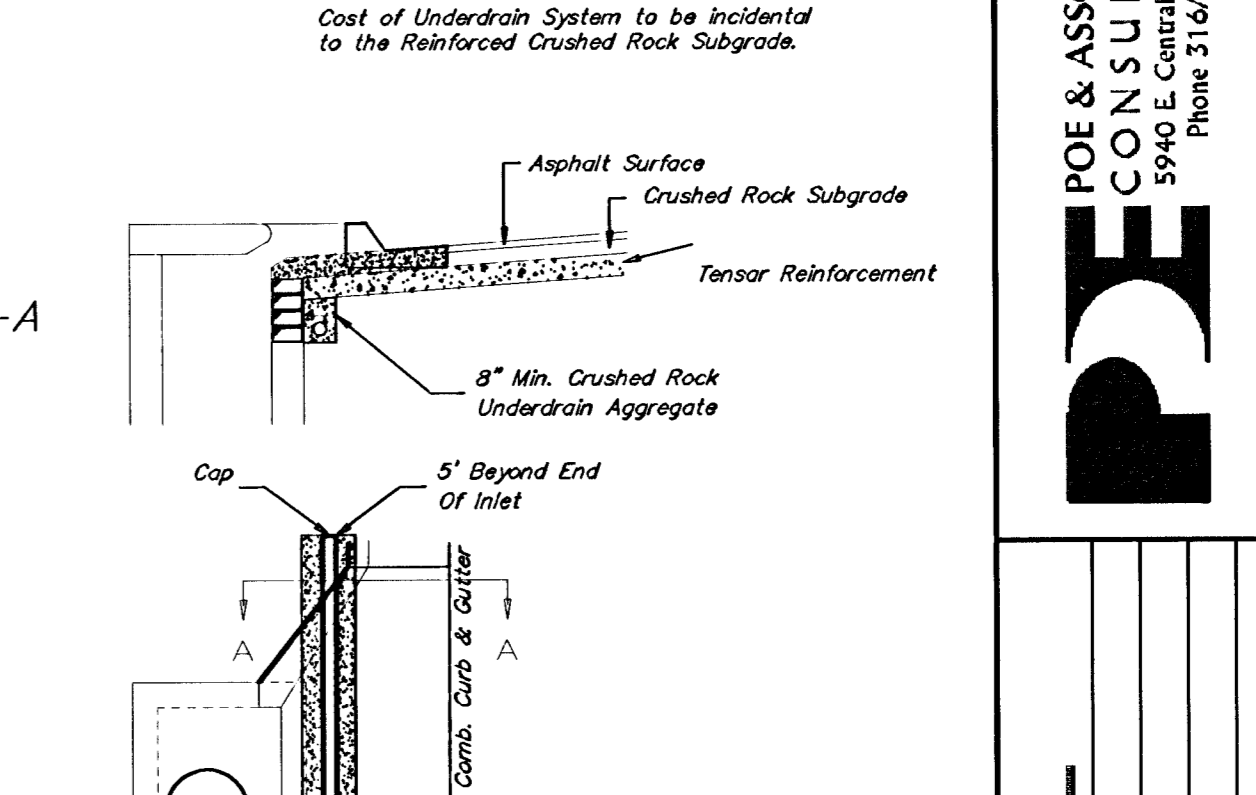 Cost of Underdrain System to be incidental
to the Reinforced Crushed Rock Subgrade.
Asphalt Surface
Crushed Rock Subgrade
Tensar Reinforcement
-A
8" Min. Crushed Rock
Underdrain Aggregate
Cap
5' Beyond End
Of Inlet
A
A
Comb. Curb & Gutter
POE & ASS
CONSU
5940 E. Central
Phone 316/